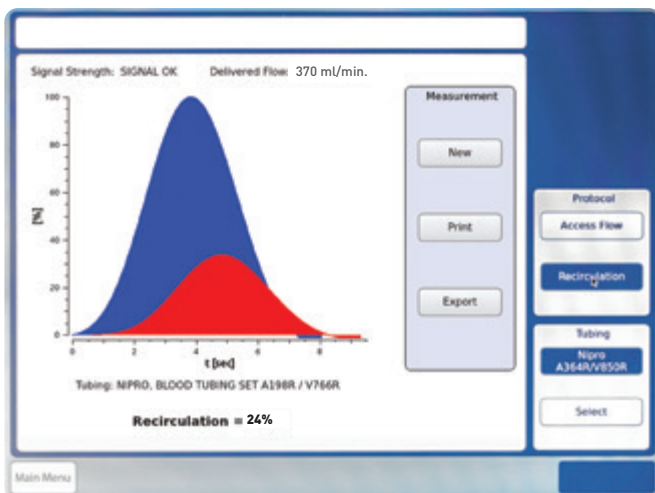 Signal Strength: SIGNAL OK Delivered Flow: 370 ml/min.
100
80
60
40
20
0
[%]
0 2 4 6 8
t [sec]
Tubing: NIPRO, BLOOD TUBING SET A198R / V766R
Recirculation = 24%
Measurement
New
Print
Export
Protocol
Access Flow
Recirculation
Tubing
Nipro
A364R/V850R
Select
Main Menu